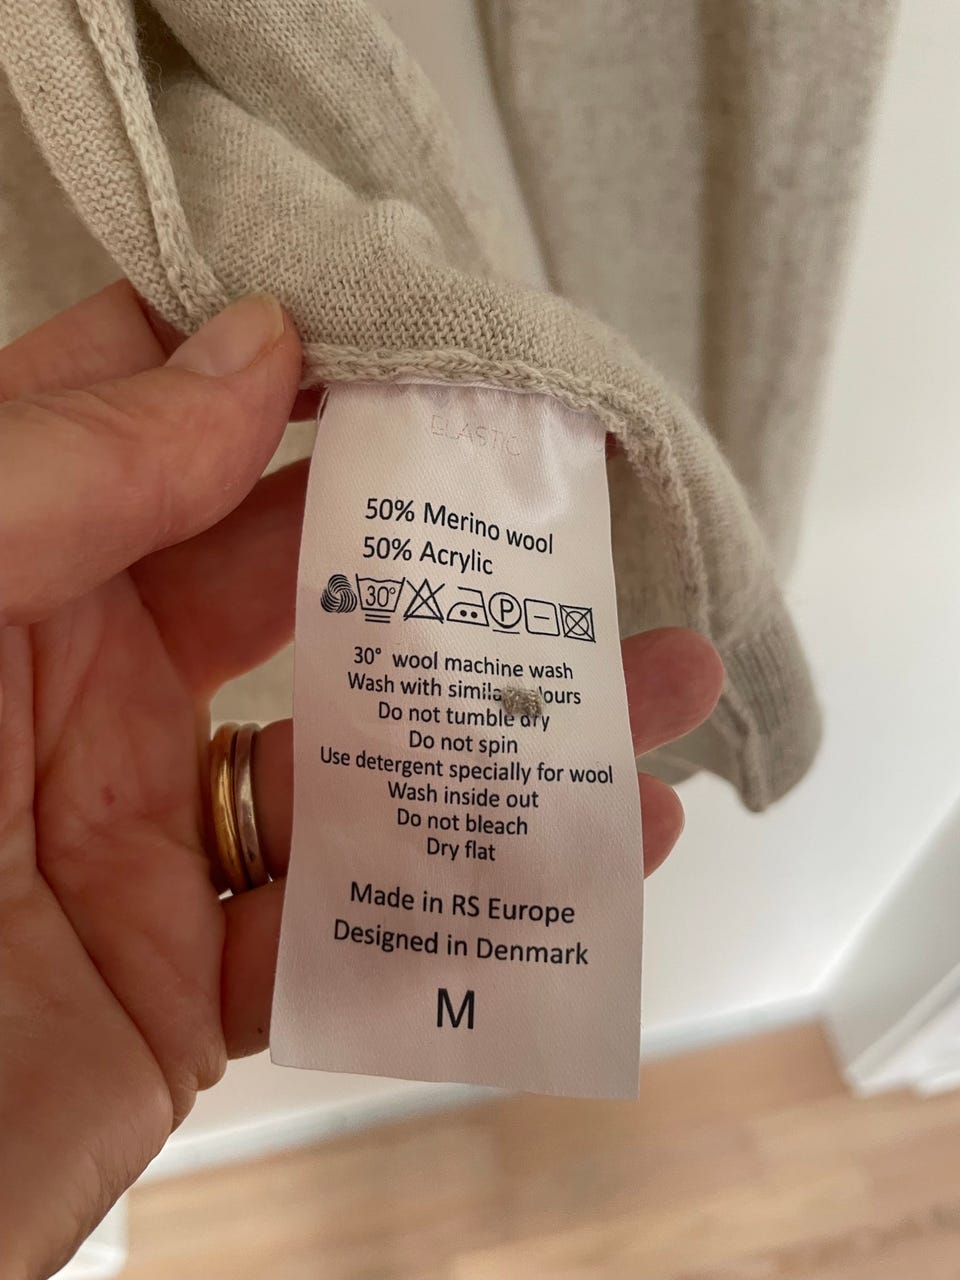 ELASTIC
50% Merino wool
50% Acrylic
30° P
30° wool machine wash
Wash with
Do not tumble dry
Do not spin
Use detergent specially for wool
Wash inside out
Do not bleach
Dry flat
Made in RS Europe
Designed in Denmark
M